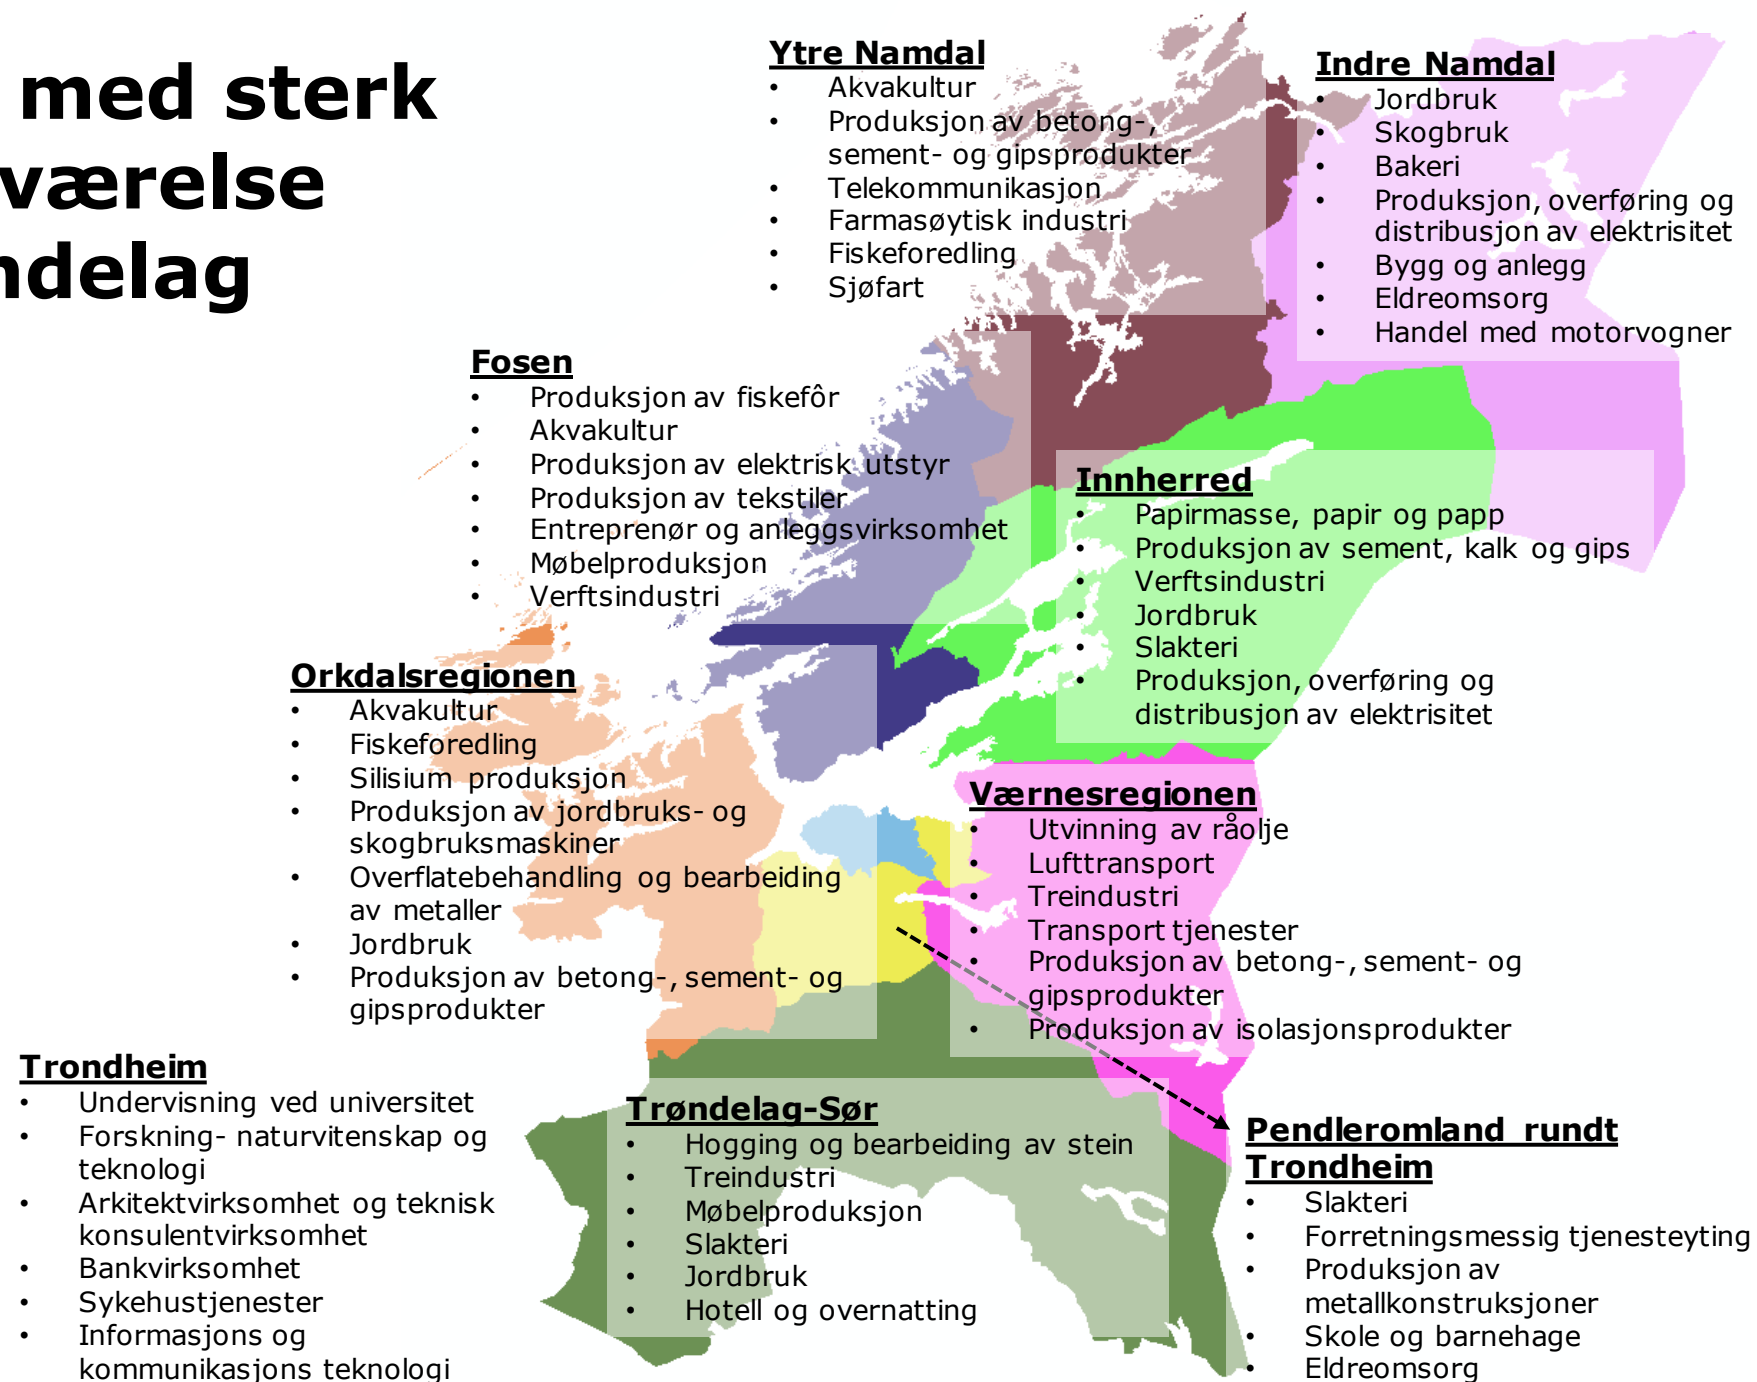 med sterk
værelse
ndelag
Ytre Namdal
• Akvakultur
• Produksjon av betong-,
sement- og gipsprodukter
• Telekommunikasjon
• Farmasøytisk industri
• Fiskeforedling
• Sjøfart
Indre Namdal
• Jordbruk
• Skogbruk
• Bakeri
• Produksjon, overføring og
distribusjon av elektrisitet
• Bygg og anlegg
• Eldreomsorg
• Handel med motorvogner
Fosen
• Produksjon av fiskefôr
• Akvakultur
• Produksjon av elektrisk utstyr
• Produksjon av tekstiler
• Entreprenør og anleggsvirksomhet
• Møbelproduksjon
• Verftsindustri
Innherred
• Papirmasse, papir og papp
• Produksjon av sement, kalk og gips
• Verftsindustri
• Jordbruk
• Slakteri
• Produksjon, overføring og
distribusjon av elektrisitet
Orkdalsregionen
• Akvakultur
• Fiskeforedling
• Silisium produksjon
• Produksjon av jordbruks- og
skogbruksmaskiner
• Overflatebehandling og bearbeiding
av metaller
• Jordbruk
• Produksjon av betong-, sement- og
gipsprodukter
Værnesregionen
• Utvinning av råolje
• Lufttransport
• Treindustri
• Transport tjenester
• Produksjon av betong-, sement- og
gipsprodukter
• Produksjon av isolasjonsprodukter
Trondheim
• Undervisning ved universitet
• Forskning- naturvitenskap og
teknologi
• Arkitektvirksomhet og teknisk
konsulentvirksomhet
• Bankvirksomhet
• Sykehustjenester
• Informasjons og
kommunikasjons teknologi
Trøndelag-Sør
• Hogging og bearbeiding av stein
• Treindustri
• Møbelproduksjon
• Slakteri
• Jordbruk
• Hotell og overnatting
Pendleromland rundt
Trondheim
• Slakteri
• Forretningsmessig tjenesteyting
• Produksjon av
metallkonstruksjoner
• Skole og barnehage
• Eldreomsorg